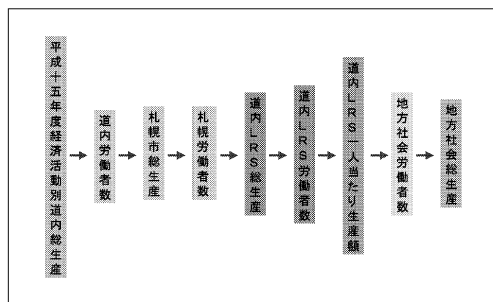 平成十五年度経済活動別道内総生産
道内労働者数
札幌市総生産
札幌労働者数
道内LRS総生産
道内LRS労働者数
道内LRS一人当たり生産額
地方社会労働者数
地方社会総生産